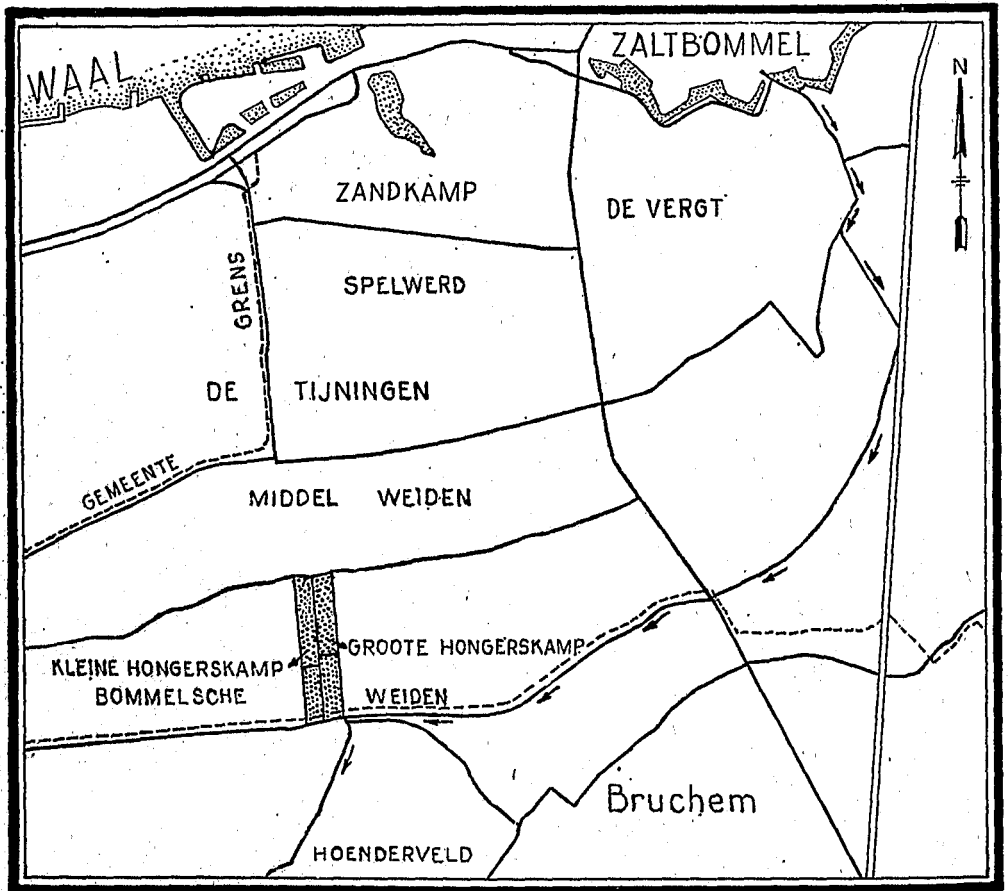 WAAL
ZALTBOMMEL
N
ZANDKAMP
DE VERGT
GRENS
SPELWERD
DE TIJNINGEN
GEMEENTE
MIDDEL WEIDEN
KLEINE HONGERSKAMP
GROOTE HONGERSKAMP
BOMMELSCHE WEIDEN
Bruchem
HOENDERVELD